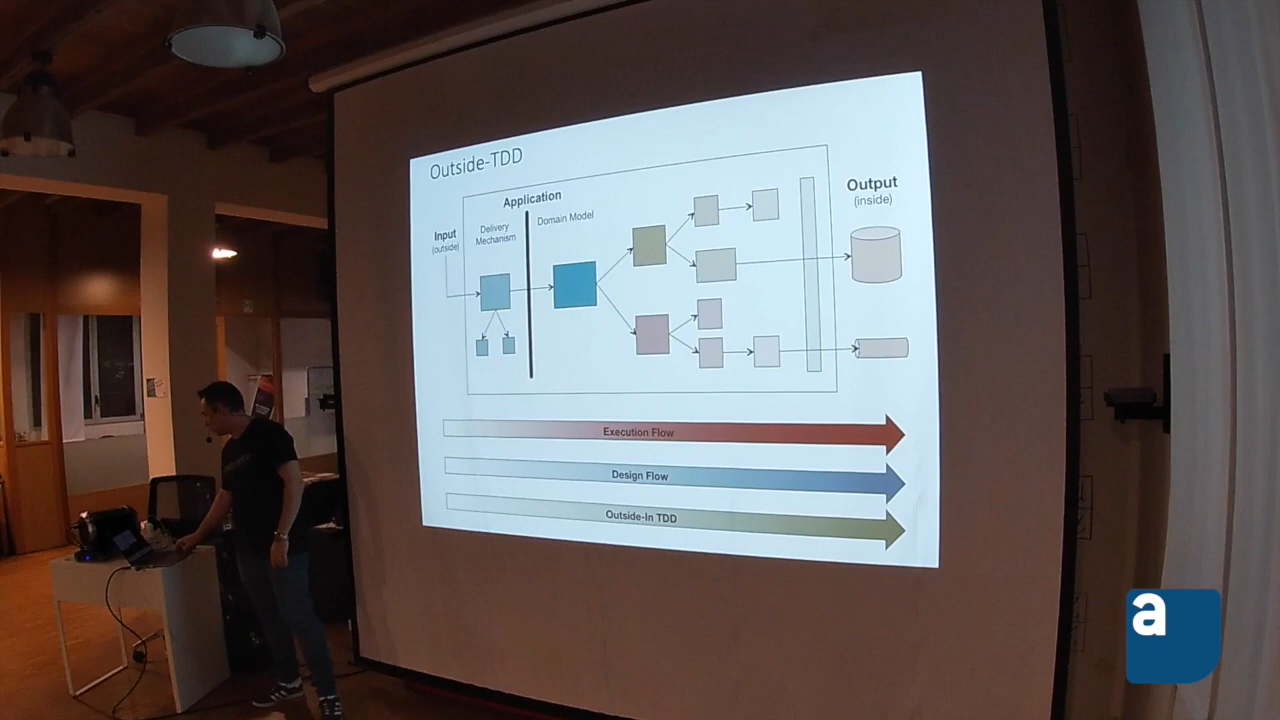 Outside-TDD
Application
Output
(inside)
Input
(outside)
Delivery
Mechanism
Domain Model
Execution Flow
Design Flow
Outside-In TDD
a